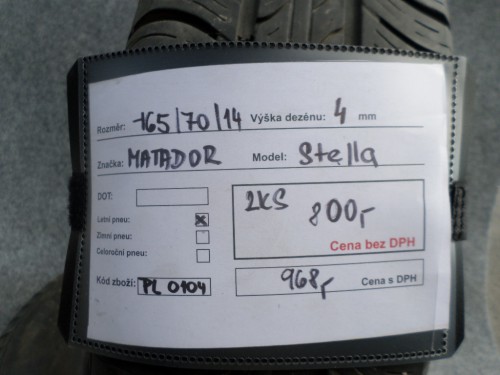 Rozměr: 165/70/14 Výška dezénu: 4 mm
Značka: MATADOR Model: Stella
DOT:
Letní pneu: x
Zimní pneu:
Celoroční pneu:
2KS 800,-
Cena bez DPH
Kód zboží: PL 0104
968,- Cena s DPH